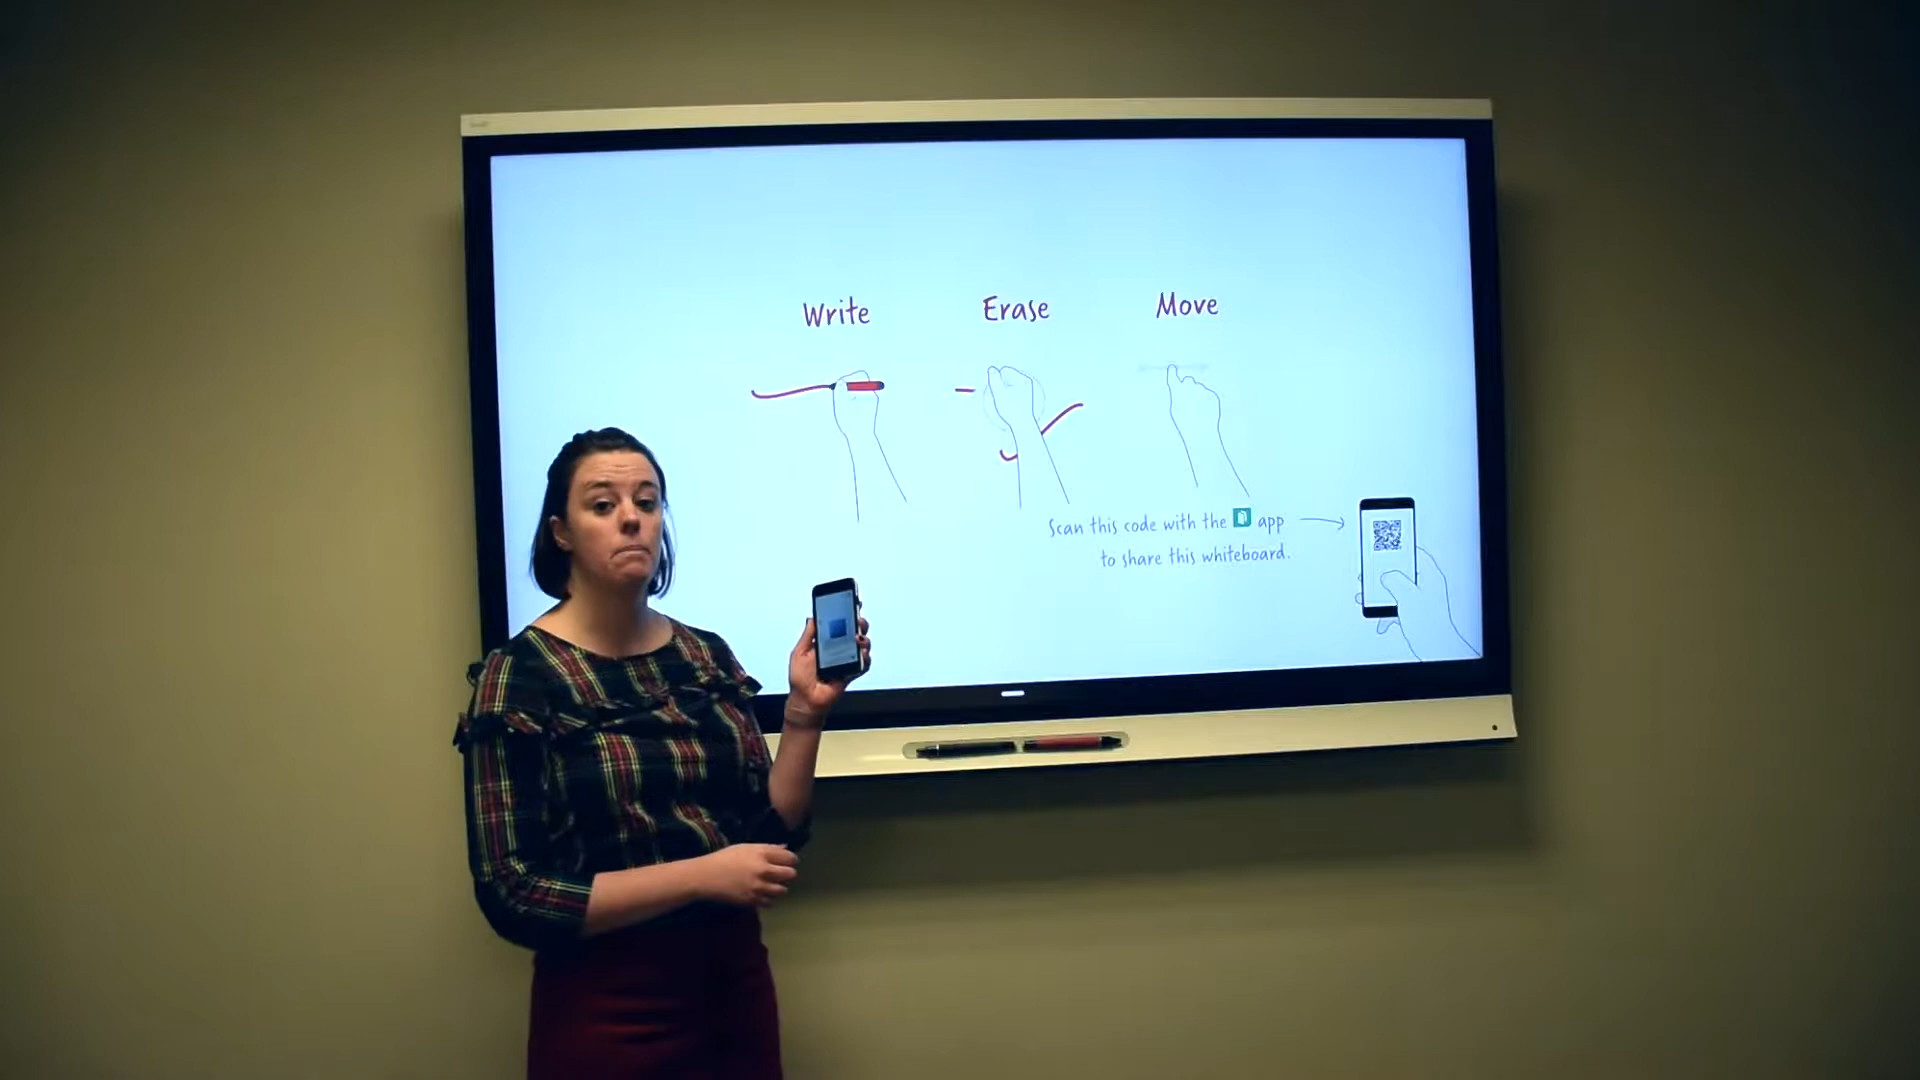 Write
Erase
Move
Scan this code with the app
to share this whiteboard.